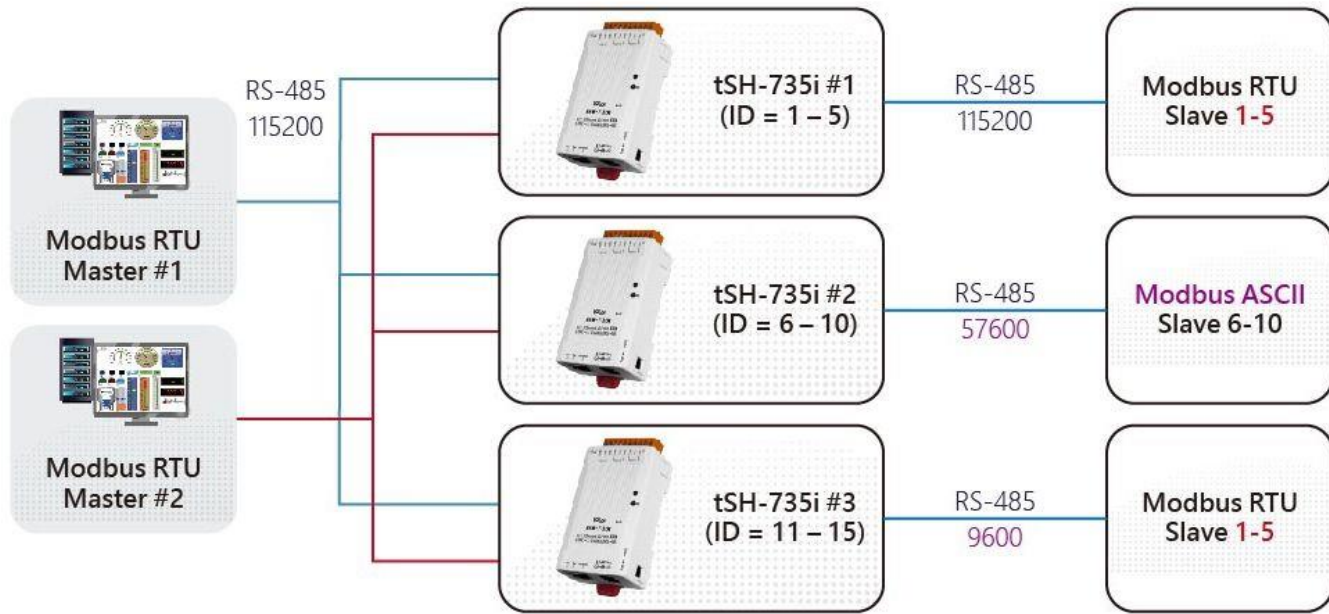 RS-485
115200
Modbus RTU
Master #1
Modbus RTU
Master #2
tSH-735i #1
(ID = 1 – 5)
RS-485
115200
Modbus RTU
Slave 1-5
tSH-735i #2
(ID = 6 – 10)
RS-485
57600
Modbus ASCII
Slave 6-10
tSH-735i #3
(ID = 11 – 15)
RS-485
9600
Modbus RTU
Slave 1-5